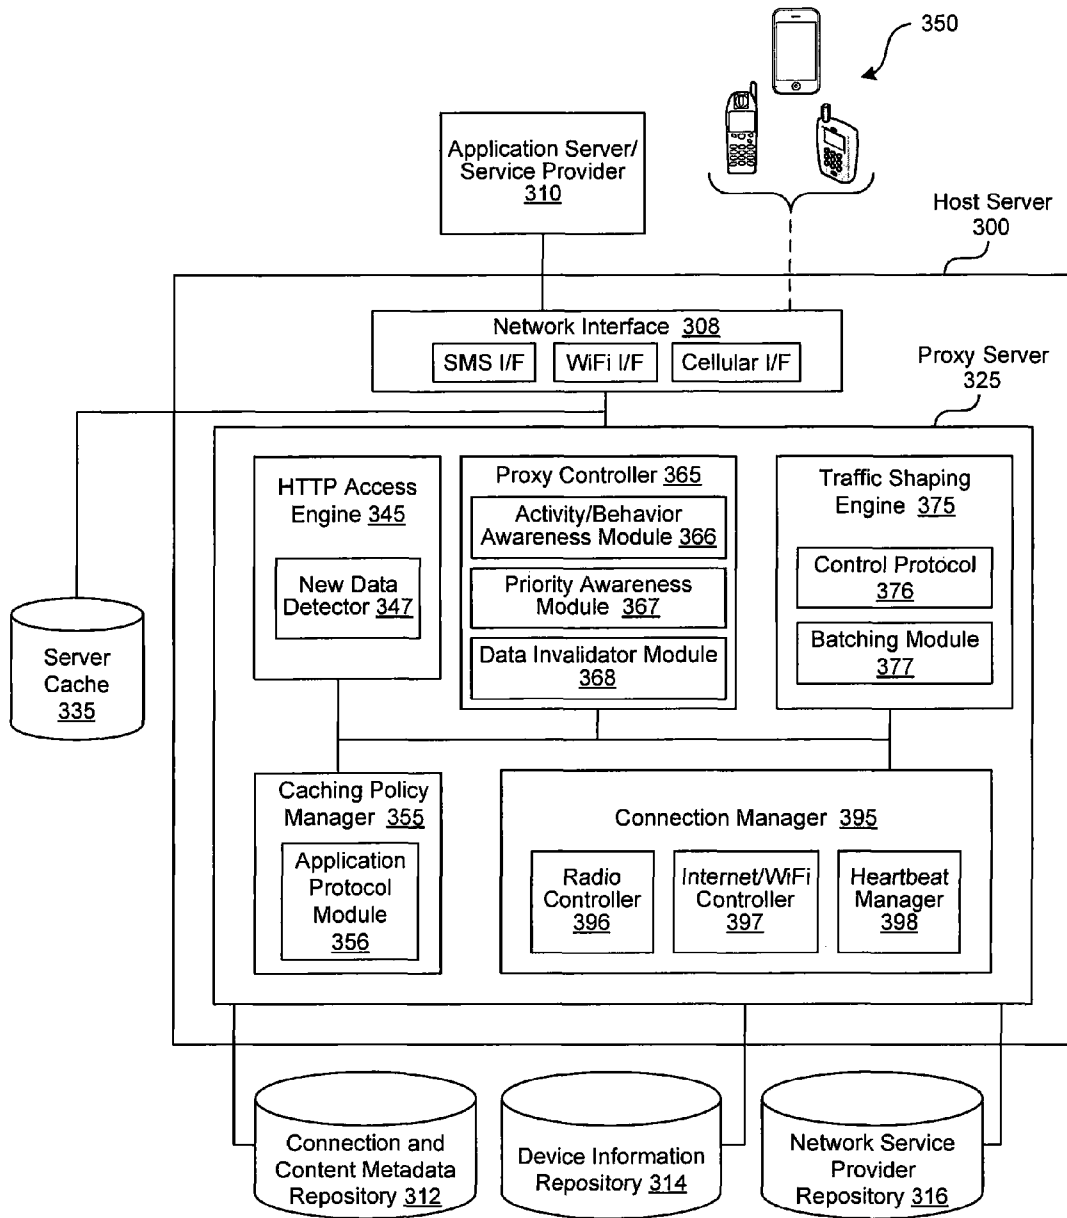 350
Application Server/
Service Provider
310
Host Server
300
Network Interface 308
SMS I/F
WiFi I/F
Cellular I/F
Proxy Server
325
HTTP Access
Engine 345
New Data
Detector 347
Proxy Controller 365
Activity/Behavior
Awareness Module 366
Priority Awareness
Module 367
Data Invalidator Module
368
Traffic Shaping
Engine 375
Control Protocol
376
Batching Module
377
Server
Cache
335
Caching Policy
Manager 355
Application
Protocol
Module
356
Connection Manager 395
Radio
Controller
396
Internet/WiFi
Controller
397
Heartbeat
Manager
398
Connection and
Content Metadata
Repository 312
Device Information
Repository 314
Network Service
Provider
Repository 316